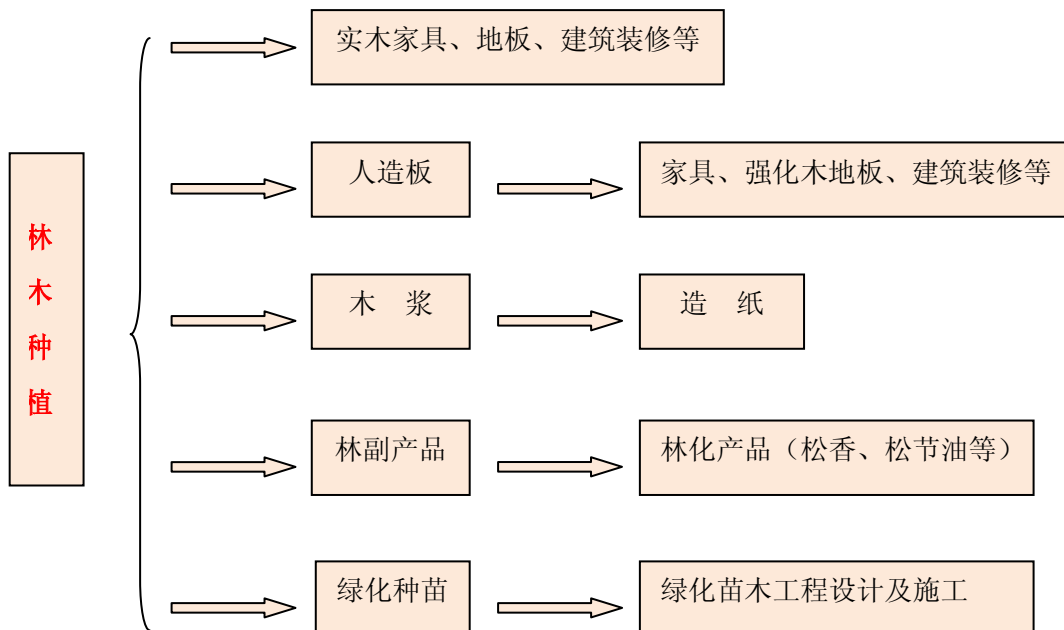 实木家具、地板、建筑装修等
林
木
种
植
人造板
家具、强化木地板、建筑装修等
木 浆
造 纸
林副产品
林化产品（松香、松节油等）
绿化种苗
绿化苗木工程设计及施工